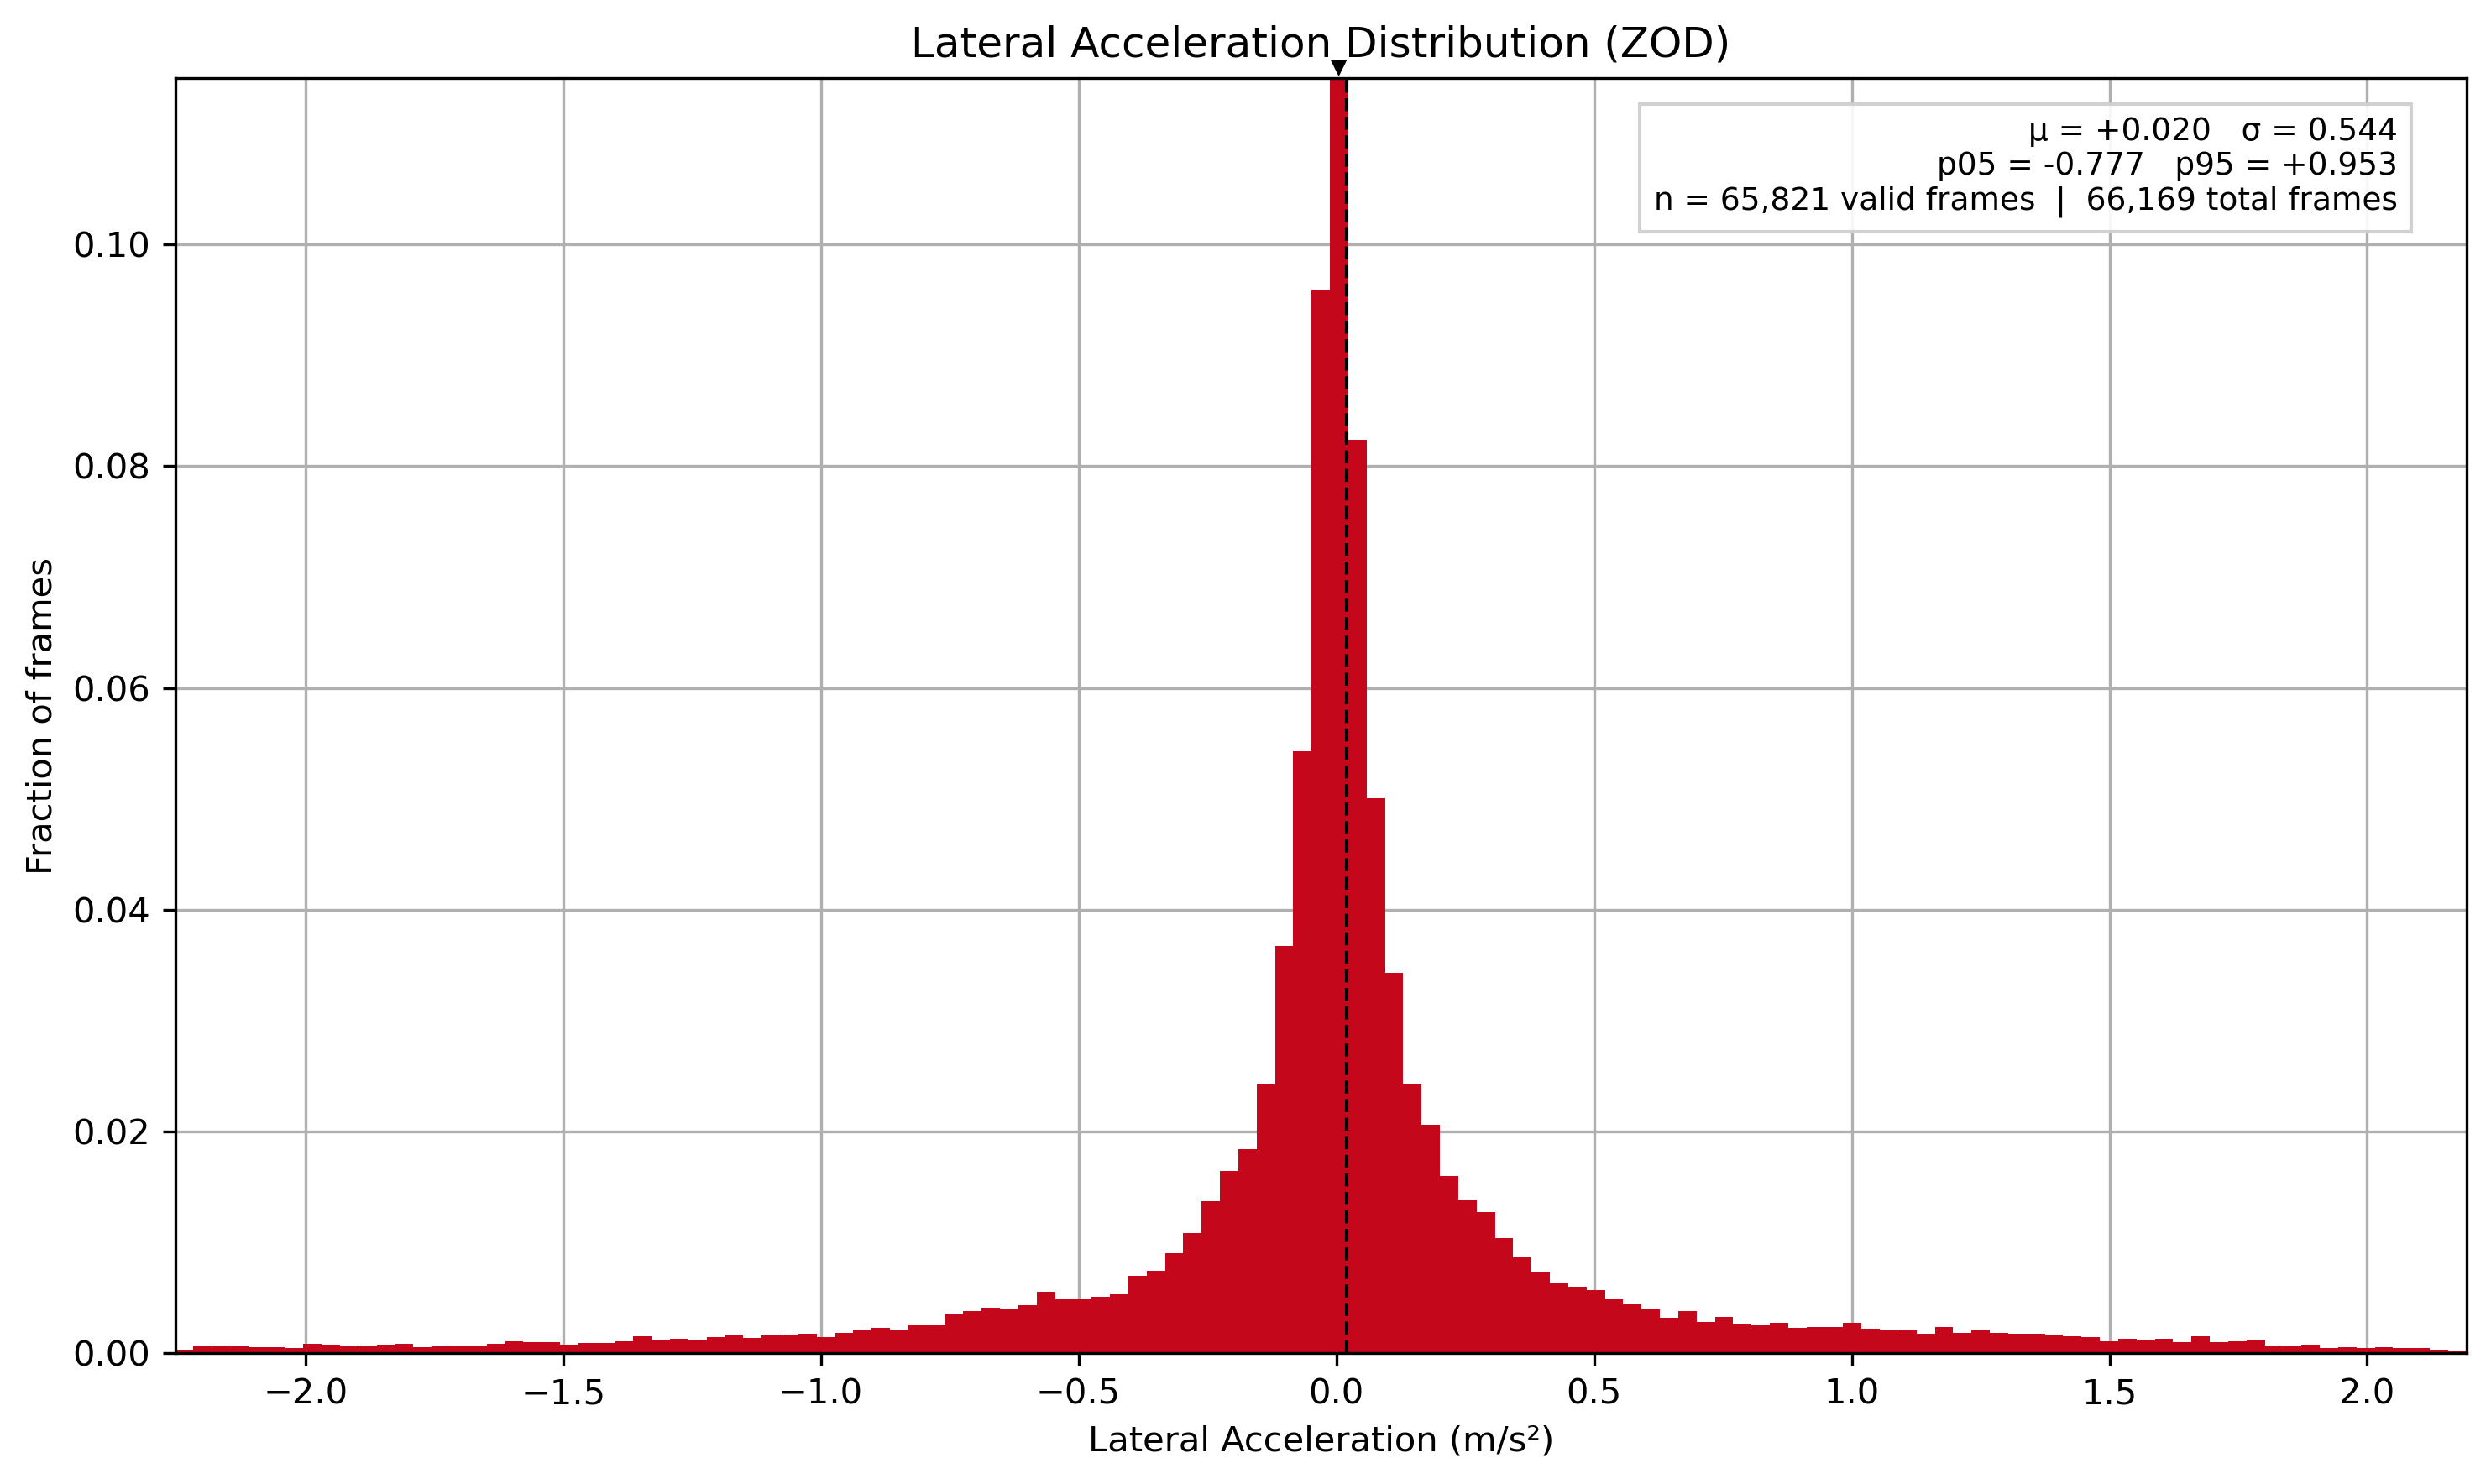 Lateral Acceleration Distribution (ZOD)
µ = +0.020   σ = 0.544
p05 = -0.777   p95 = +0.953
n = 65,821 valid frames  |  66,169 total frames
Fraction of frames
0.10
0.08
0.06
0.04
0.02
0.00
−2.0 −1.5 −1.0 −0.5 0.0 0.5 1.0 1.5 2.0
Lateral Acceleration (m/s²)